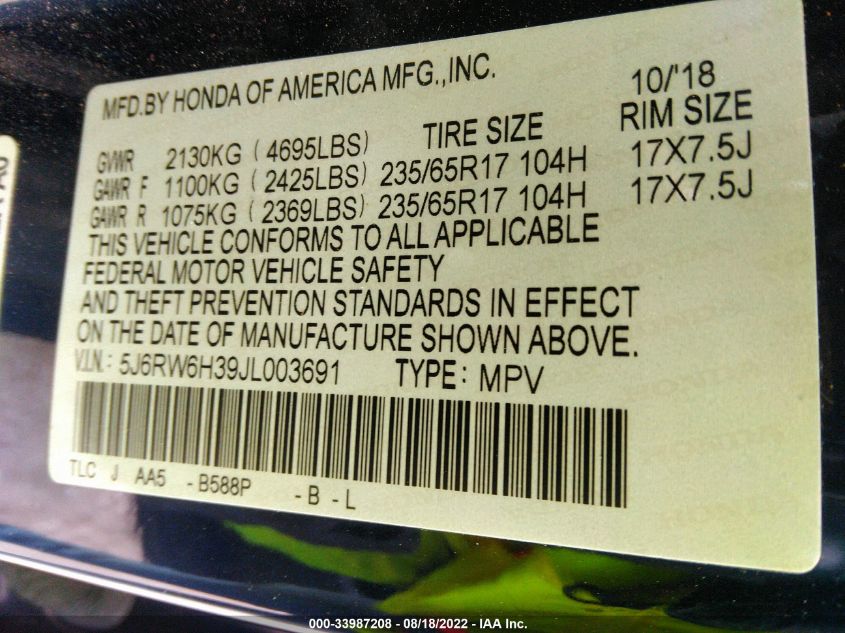 MFD.BY HONDA OF AMERICA MFG.,INC. 10/'18
GVWR 2130KG ( 4695LBS) TIRE SIZE RIM SIZE
GAWR F 1100KG ( 2425LBS) 235/65R17 104H 17X7.5J
GAWR R 1075KG ( 2369LBS) 235/65R17 104H 17X7.5J
THIS VEHICLE CONFORMS TO ALL APPLICABLE
FEDERAL MOTOR VEHICLE SAFETY
AND THEFT PREVENTION STANDARDS IN EFFECT
ON THE DATE OF MANUFACTURE SHOWN ABOVE.
V.I.N.: 5J6RW6H39JL003691 TYPE: MPV
TLC J AA5 -B588P -B -L
000-33987208 - 08/18/2022 - IAA Inc.